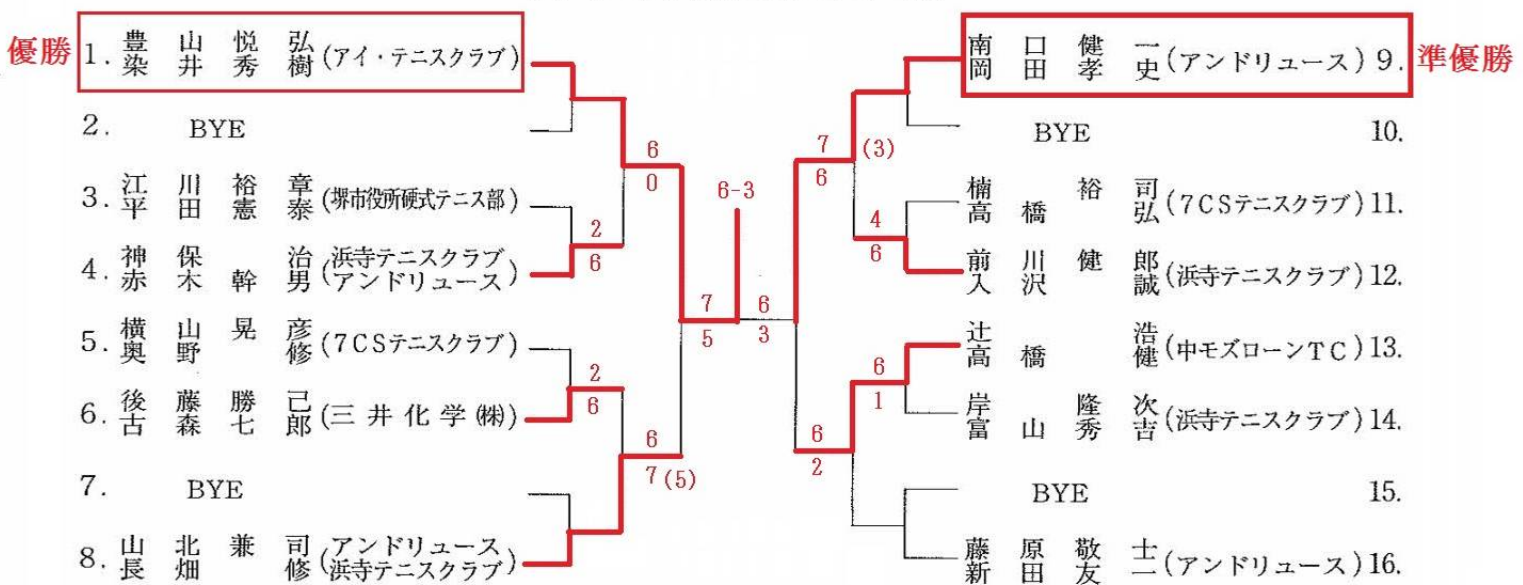 優勝
1. 豊山悦弘 (アイ・テニスクラブ)
染井秀樹
2. BYE
3. 江川裕章 (堺市役所硬式テニス部)
平田憲泰
4. 神保治 (浜寺テニスクラブ
赤木幹男 アンドリュース)
5. 横山晃彦 (7CSテニスクラブ)
奥野修
6. 後藤勝己 (三井化学㈱)
古森七郎
7. BYE
8. 山北兼司 (アンドリュース
長畑修 浜寺テニスクラブ)
6
0
2
6
2
6
6
7 (5)
7
5
6-3
6
3
7 (3)
6
4
6
6
1
6
2
南口健一 (アンドリュース) 9.
岡田孝史
準優勝
BYE 10.
楠裕司 (7CSテニスクラブ) 11.
高橋弘
前川健郎 (浜寺テニスクラブ) 12.
入沢誠
辻浩 (中モズローンTC) 13.
高橋健
岸隆次 (浜寺テニスクラブ) 14.
富山秀吉
BYE 15.
藤原敬士 (アンドリュース) 16.
新田友二